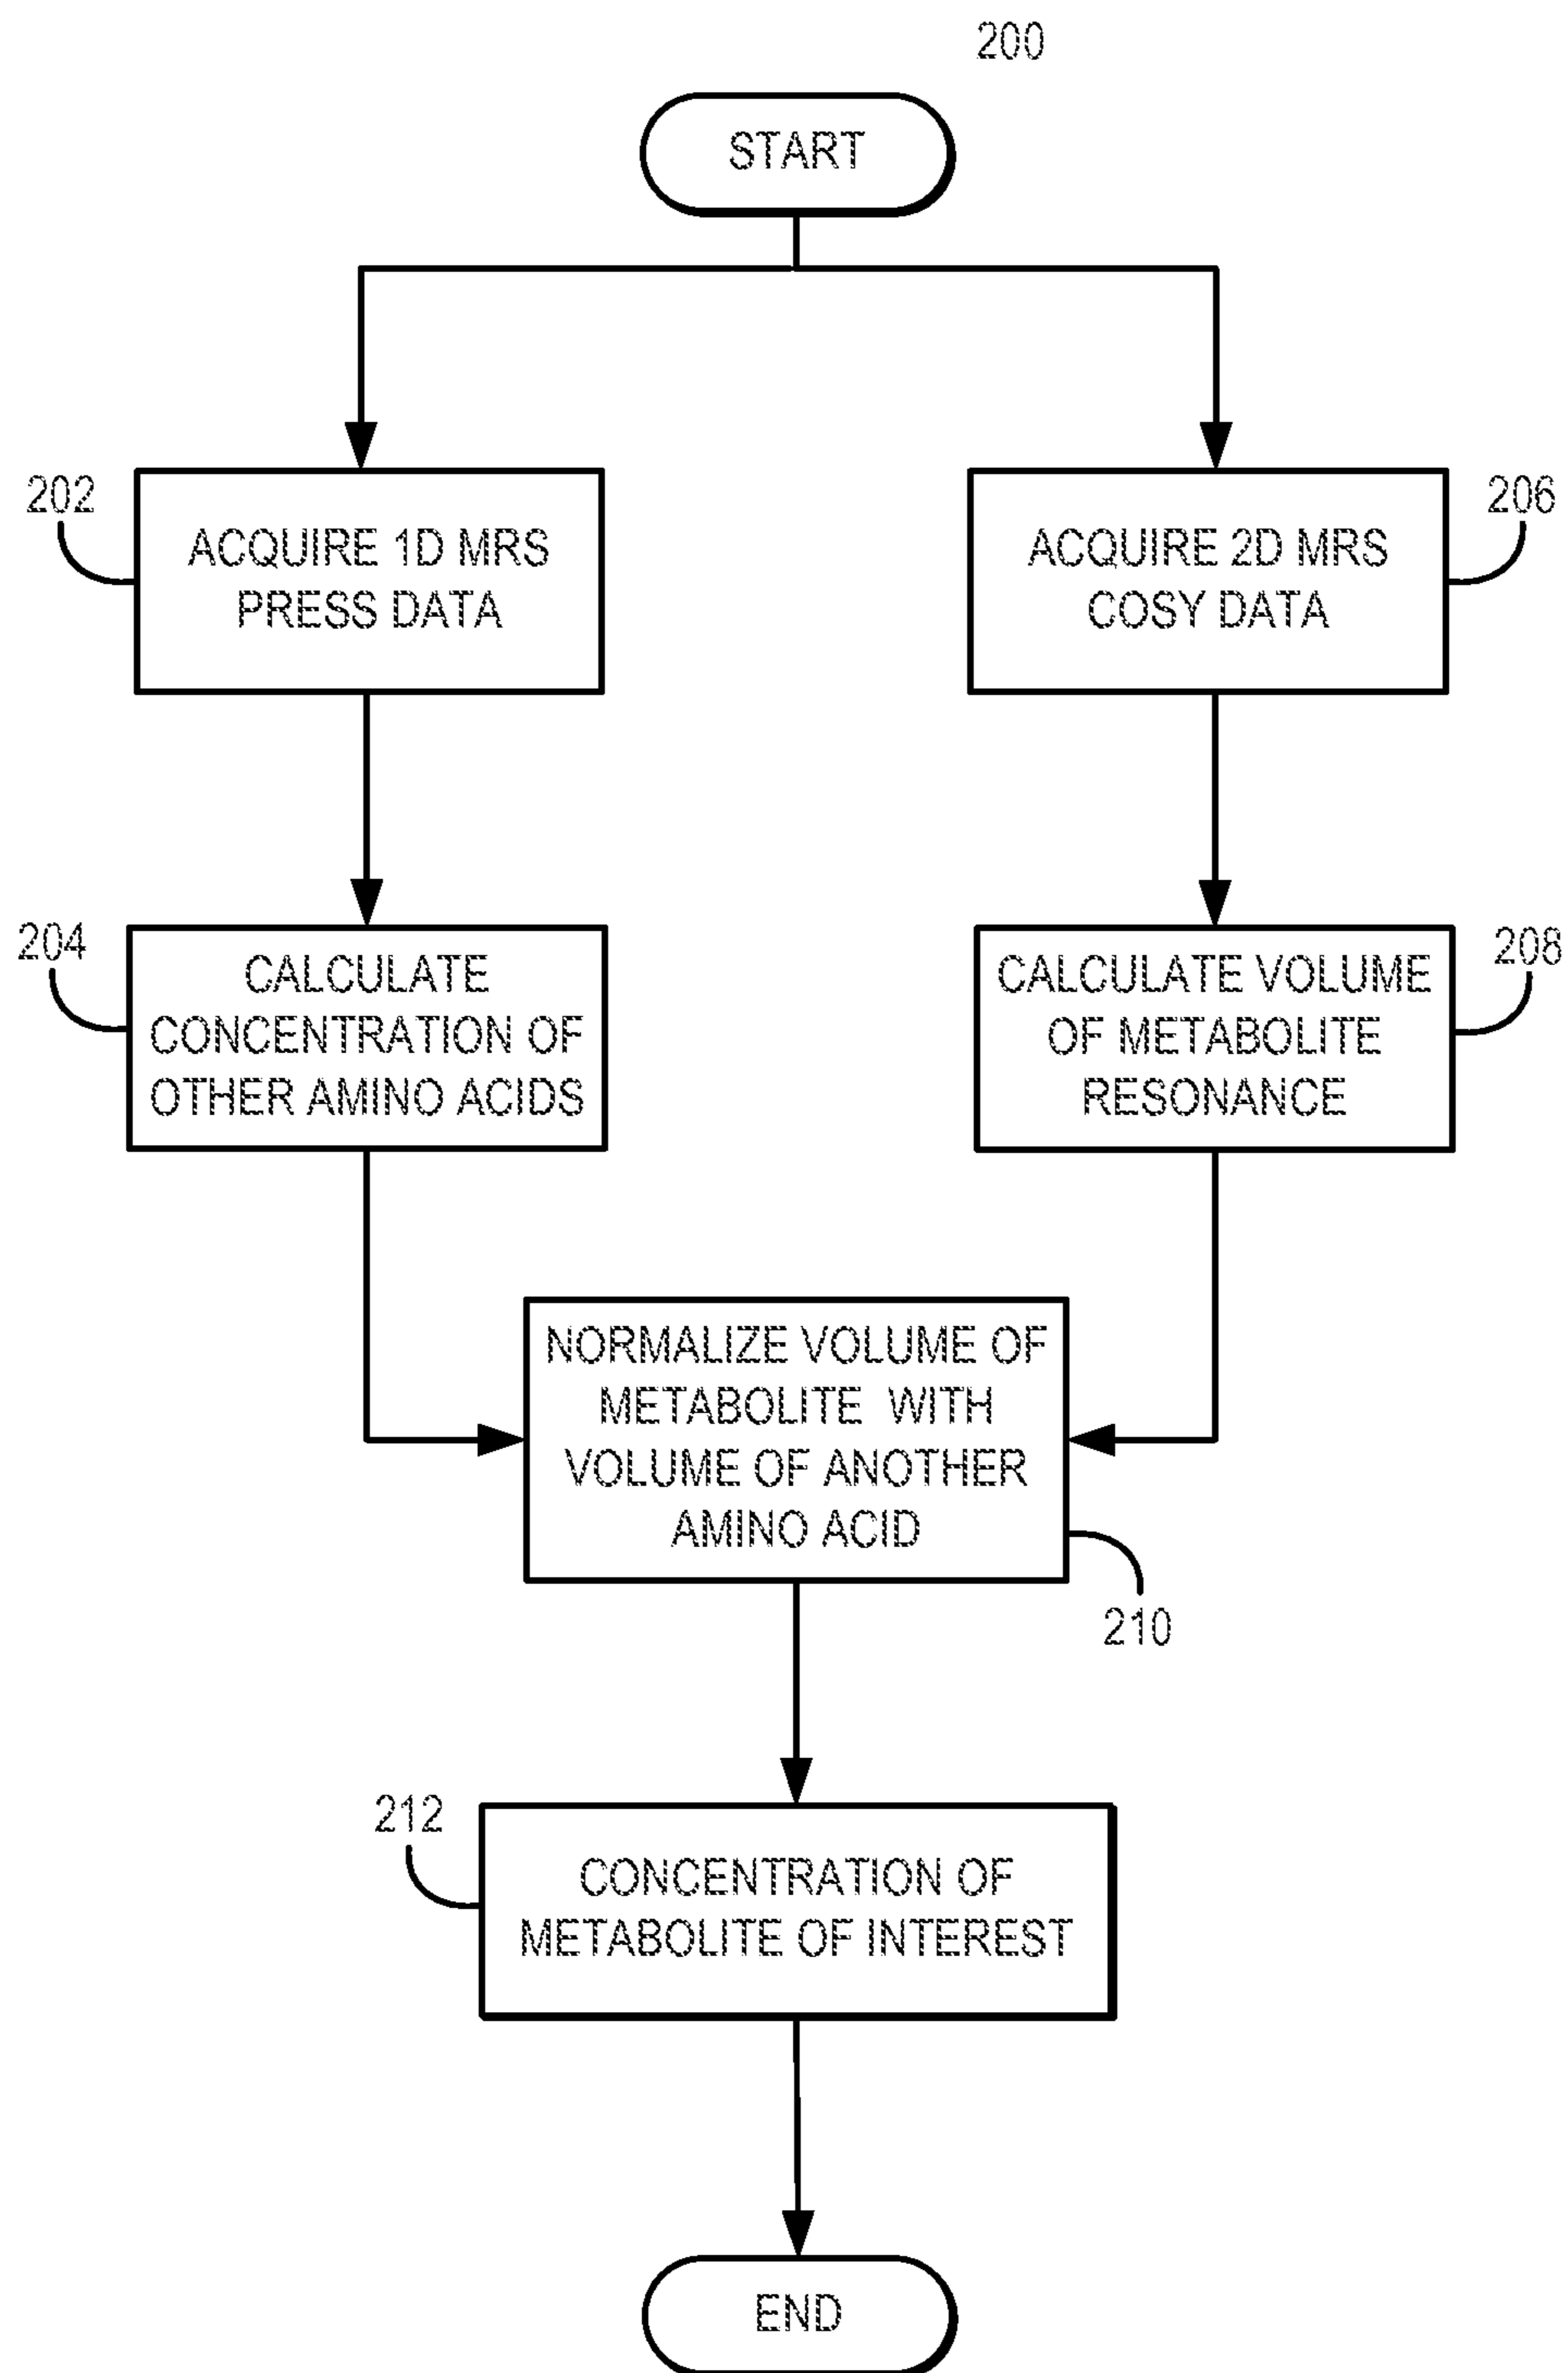 200
START
202
ACQUIRE 1D MRS
PRESS DATA
206
ACQUIRE 2D MRS
COSY DATA
204
CALCULATE
CONCENTRATION OF
OTHER AMINO ACIDS
208
CALCULATE VOLUME
OF METABOLITE
RESONANCE
NORMALIZE VOLUME OF
METABOLITE WITH
VOLUME OF ANOTHER
AMINO ACID
210
212
CONCENTRATION OF
METABOLITE OF INTEREST
END